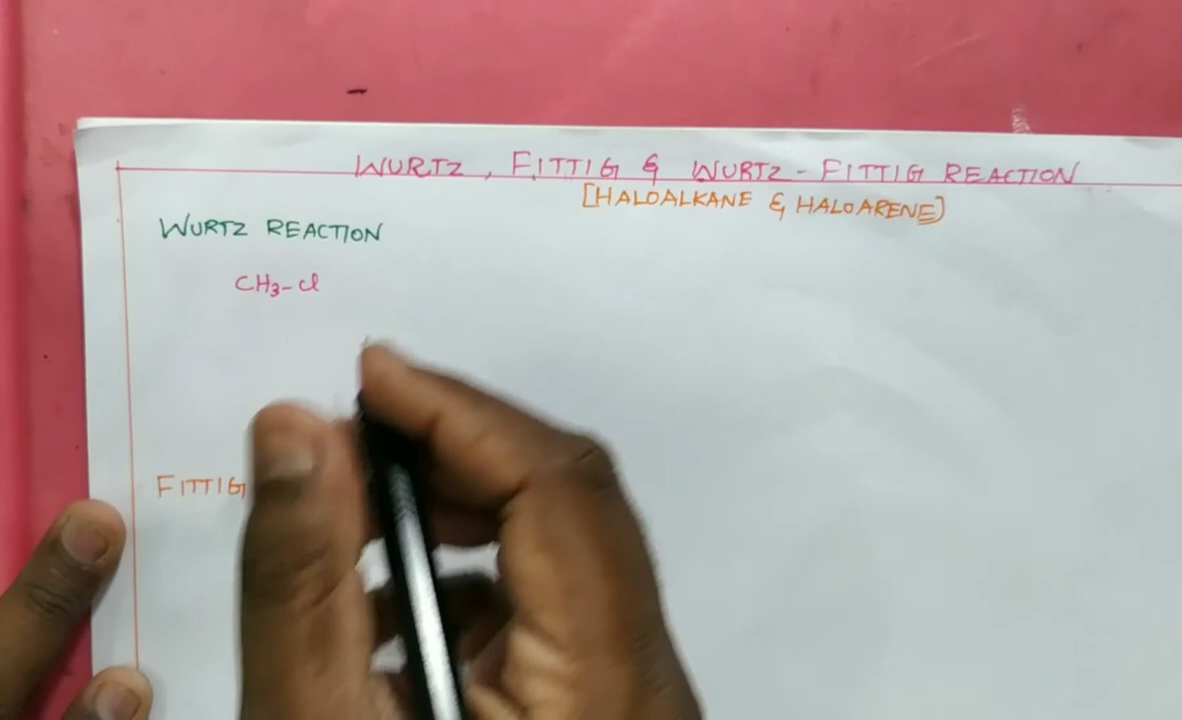 WURTZ, FITTIG & WURTZ - FITTIG REACTION
[HALOALKANE & HALOARENE]
WURTZ REACTION
CH3-Cl
FITTIG